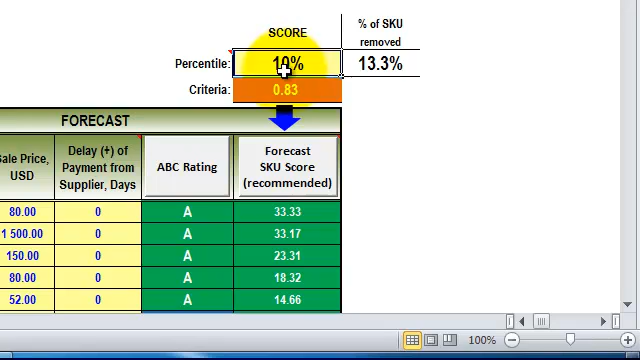 SCORE
% of SKU
removed
Percentile: 10% 13.3%
Criteria: 0.83
FORECAST
Sale Price,
USD
Delay (+) of
Payment from
Supplier, Days
ABC Rating
Forecast
SKU Score
(recommended)
80.00 0 A 33.33
1 500.00 0 A 33.17
150.00 0 A 23.31
80.00 0 A 18.32
52.00 0 A 14.66
100%